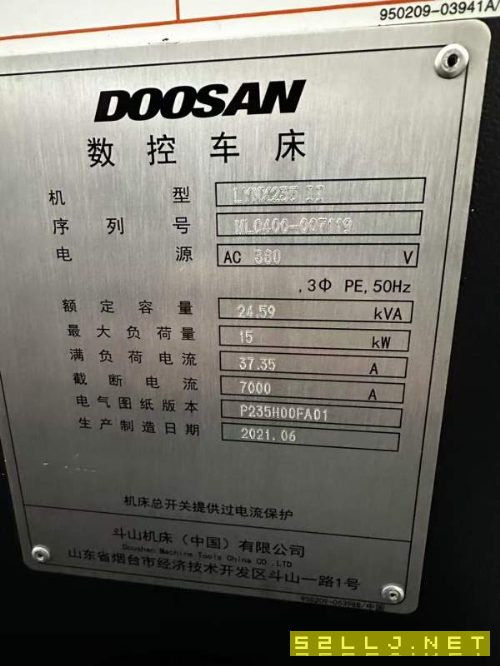 950209-03941A/
DOOSAN
数控车床
机型 LYNX235 II
序列号 ML0400-007119
电源 AC 380 V
,3Φ PE,50Hz
额定容量 24.59 kVA
最大负荷量 15 kW
满负荷电流 37.35 A
截断电流 7000 A
电气图纸版本 P235H00FA01
生产制造日期 2021.06
机床总开关提供过电流保护
斗山机床（中国）有限公司
Dooshan Machine Tools China CO.,LTD
山东省烟台市经济技术开发区斗山一路1号
52LLJ.NET